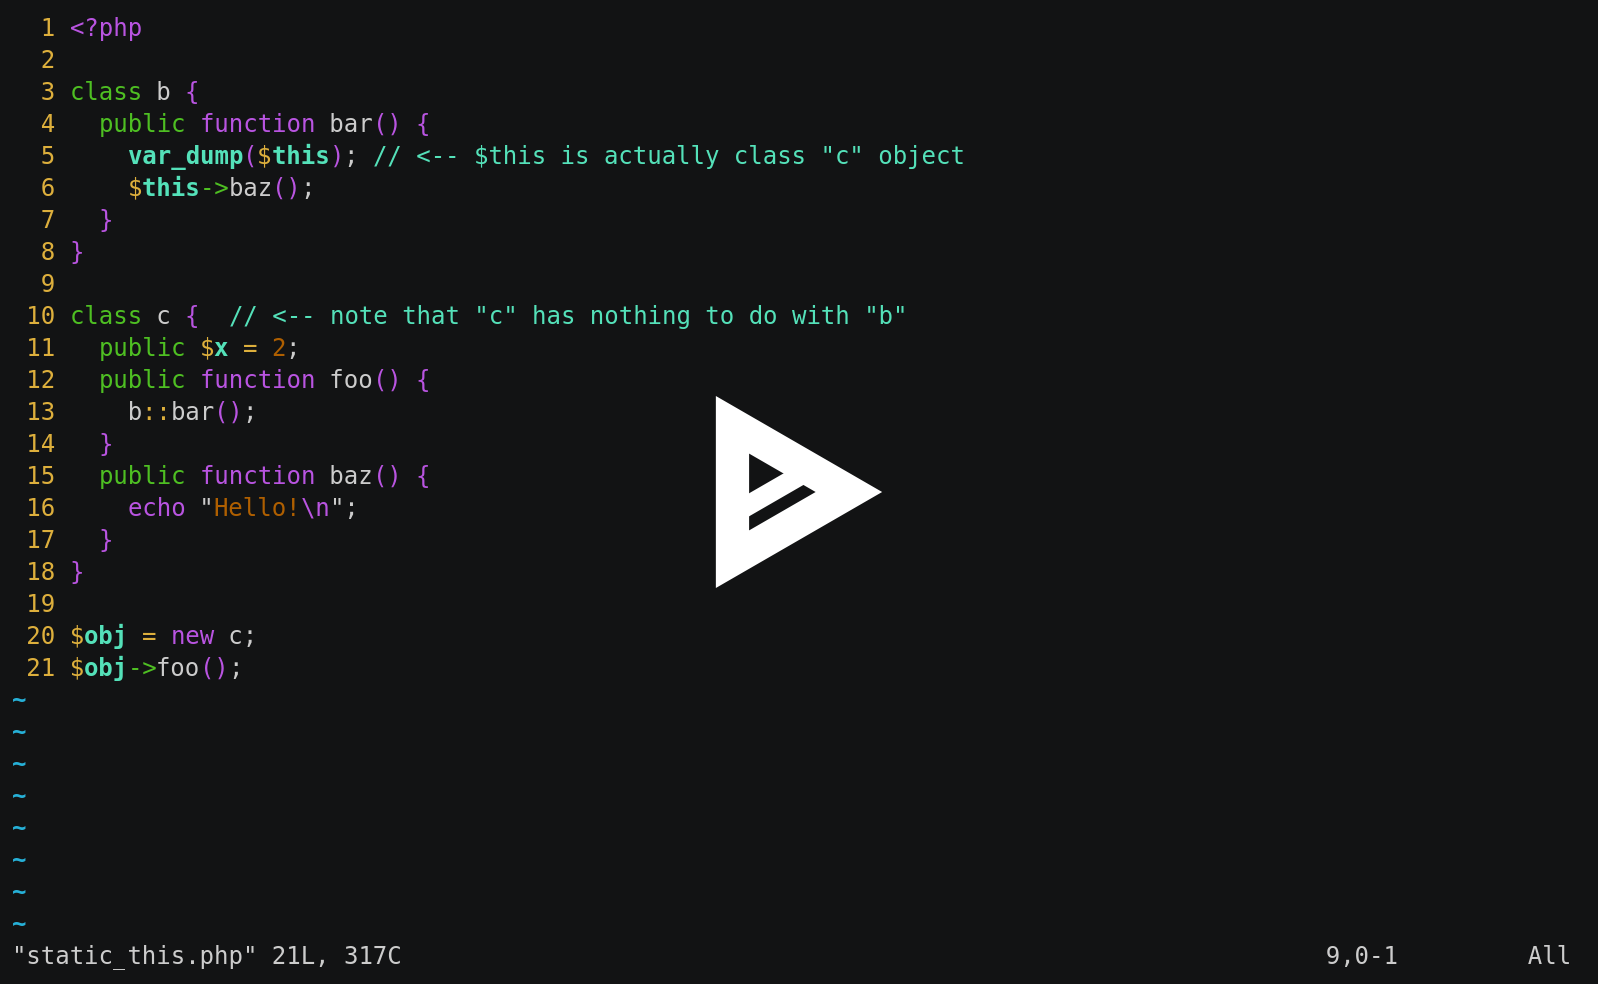 1 <?php
2
3 class b {
4   public function bar() {
5     var_dump($this); // <-- $this is actually class "c" object
6     $this->baz();
7   }
8 }
9
10 class c {  // <-- note that "c" has nothing to do with "b"
11   public $x = 2;
12   public function foo() {
13     b::bar();
14   }
15   public function baz() {
16     echo "Hello!\n";
17   }
18 }
19
20 $obj = new c;
21 $obj->foo();
~
~
~
~
~
~
~
~
"static_this.php" 21L, 317C 9,0-1 All